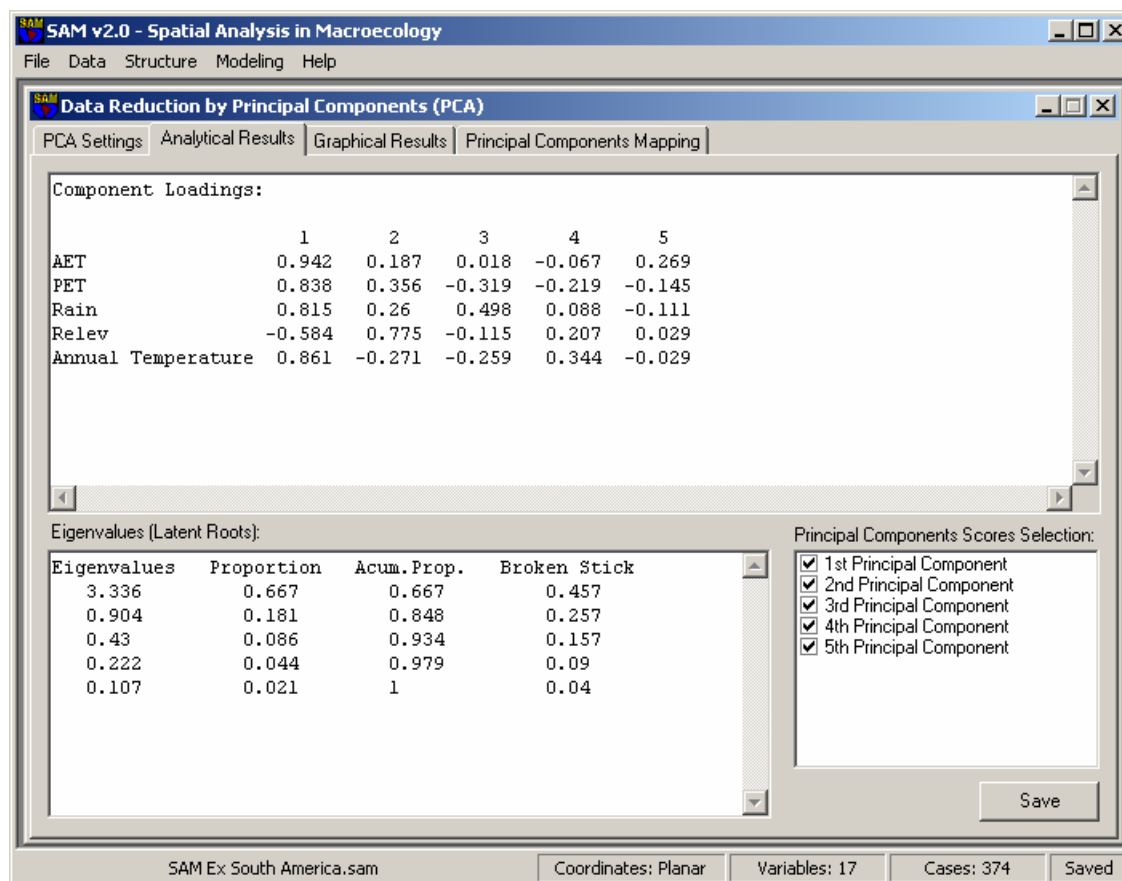 SAM SAM v2.0 - Spatial Analysis in Macroecology
File Data Structure Modeling Help
SAM Data Reduction by Principal Components (PCA)
PCA Settings Analytical Results Graphical Results Principal Components Mapping
Component Loadings:
1 2 3 4 5
AET 0.942 0.187 0.018 -0.067 0.269
PET 0.838 0.356 -0.319 -0.219 -0.145
Rain 0.815 0.26 0.498 0.088 -0.111
Relev -0.584 0.775 -0.115 0.207 0.029
Annual Temperature 0.861 -0.271 -0.259 0.344 -0.029
Eigenvalues (Latent Roots):
Eigenvalues Proportion Acum.Prop. Broken Stick
3.336 0.667 0.667 0.457
0.904 0.181 0.848 0.257
0.43 0.086 0.934 0.157
0.222 0.044 0.979 0.09
0.107 0.021 1 0.04
Principal Components Scores Selection:
1st Principal Component
2nd Principal Component
3rd Principal Component
4th Principal Component
5th Principal Component
Save
SAM Ex South America.sam Coordinates: Planar Variables: 17 Cases: 374 Saved